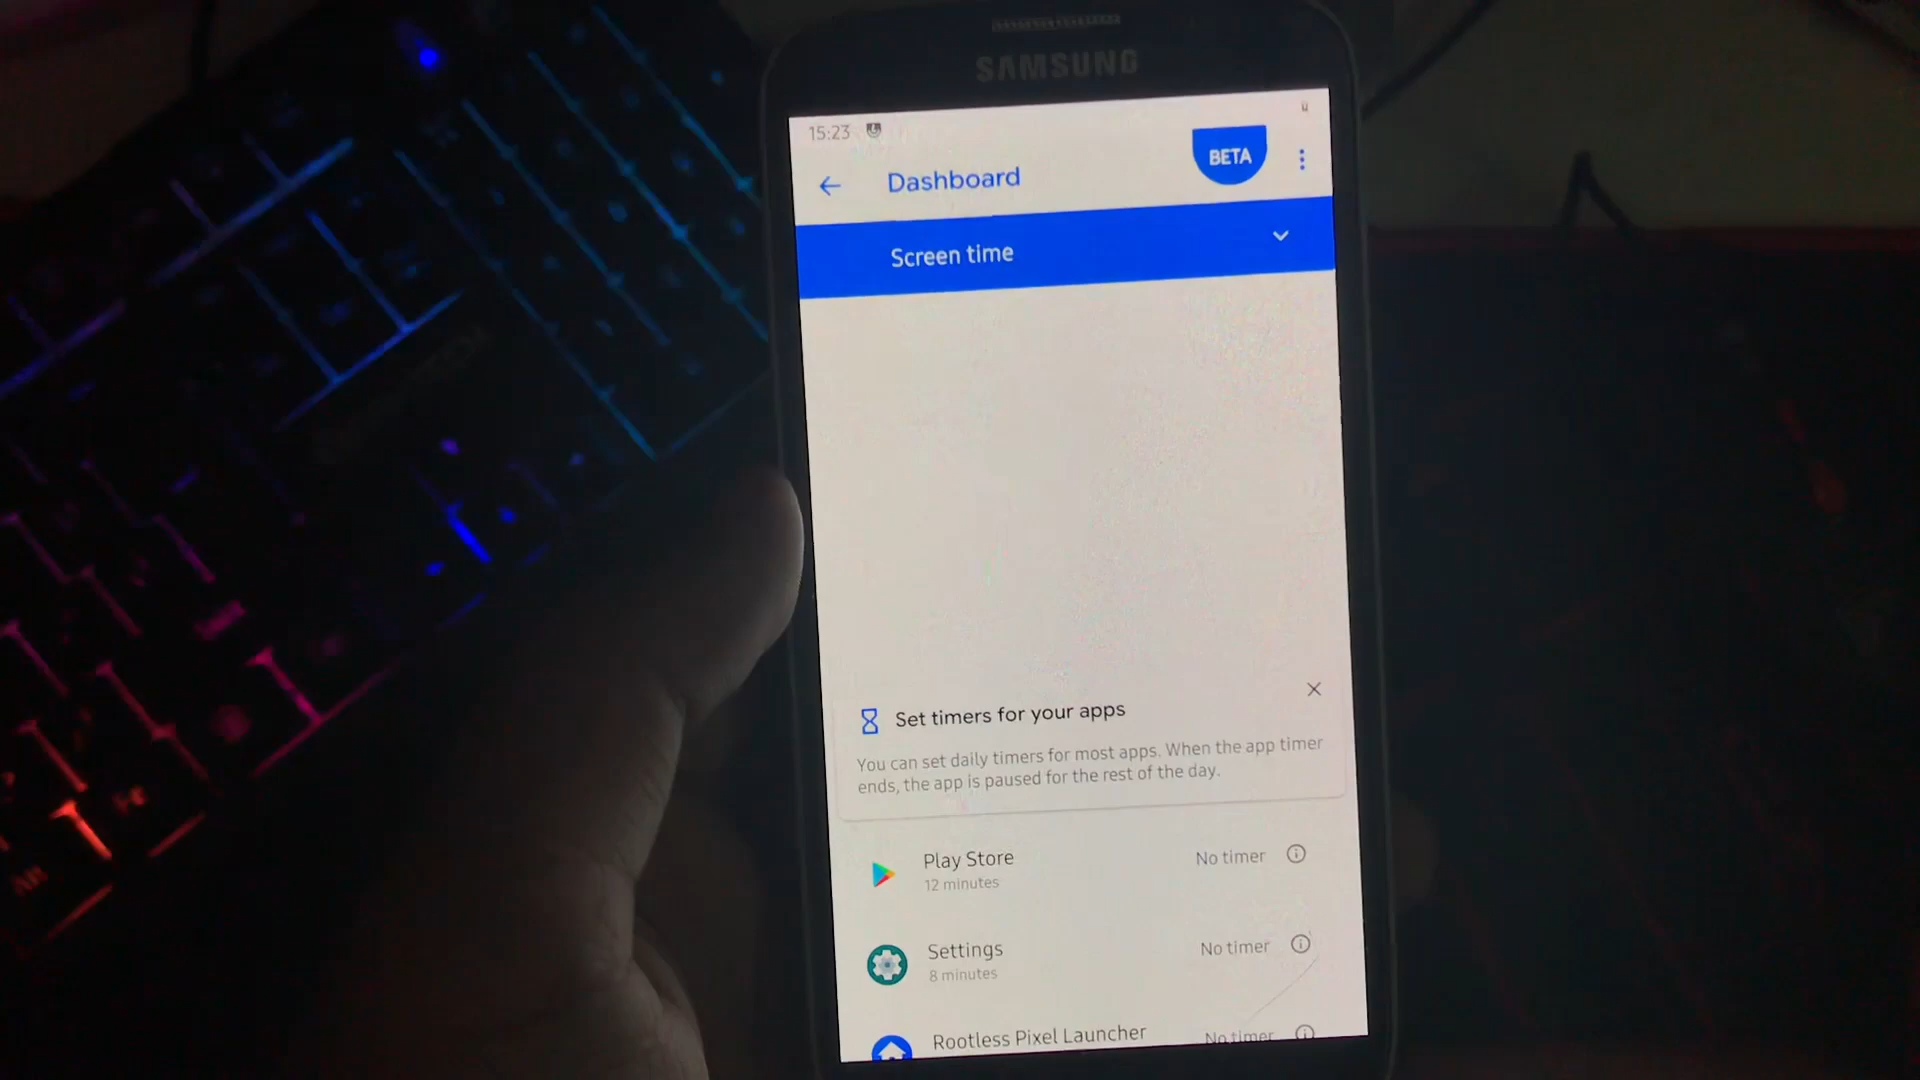 SAMSUNG
15:23
Dashboard
BETA
Screen time
Set timers for your apps
You can set daily timers for most apps. When the app timer
ends, the app is paused for the rest of the day.
Play Store
No timer
12 minutes
Settings
No timer
8 minutes
Rootless Pixel Launcher
No timer